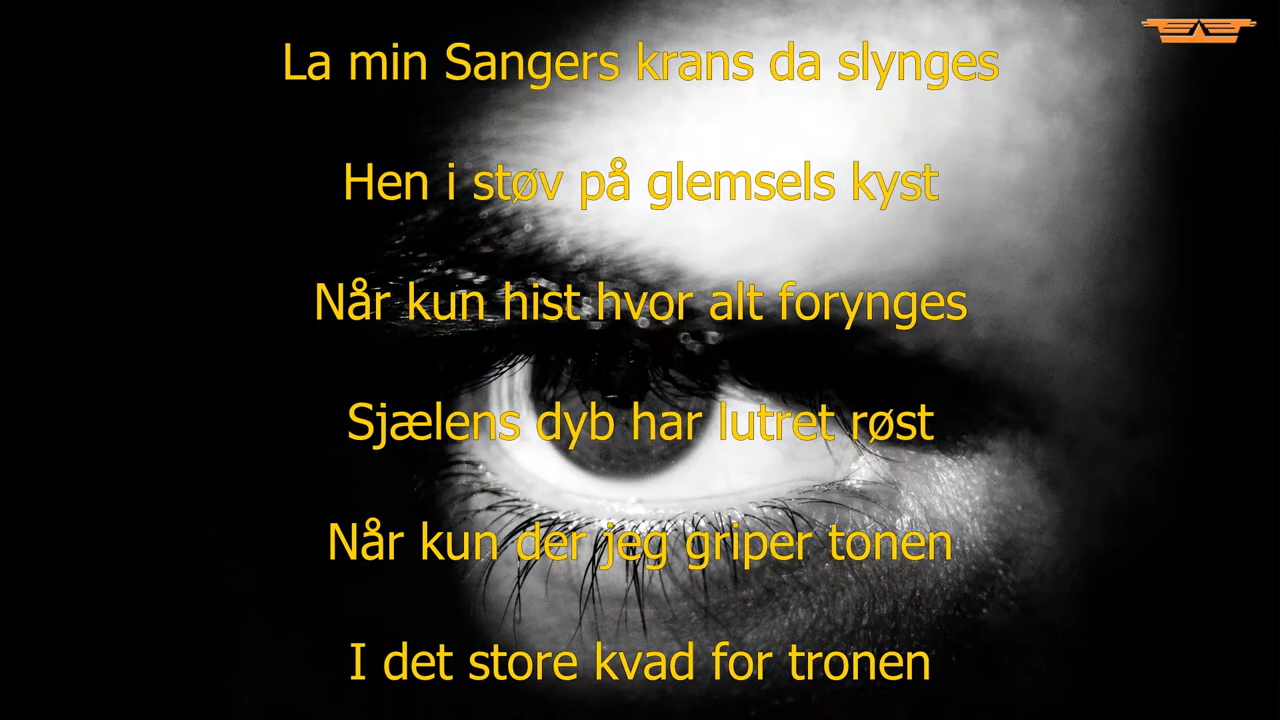 La min Sangers krans da slynges
Hen i støv på glemsels kyst
Når kun hist hvor alt forynges
Sjælens dyb har lutret røst
Når kun der jeg griper tonen
I det store kvad for tronen